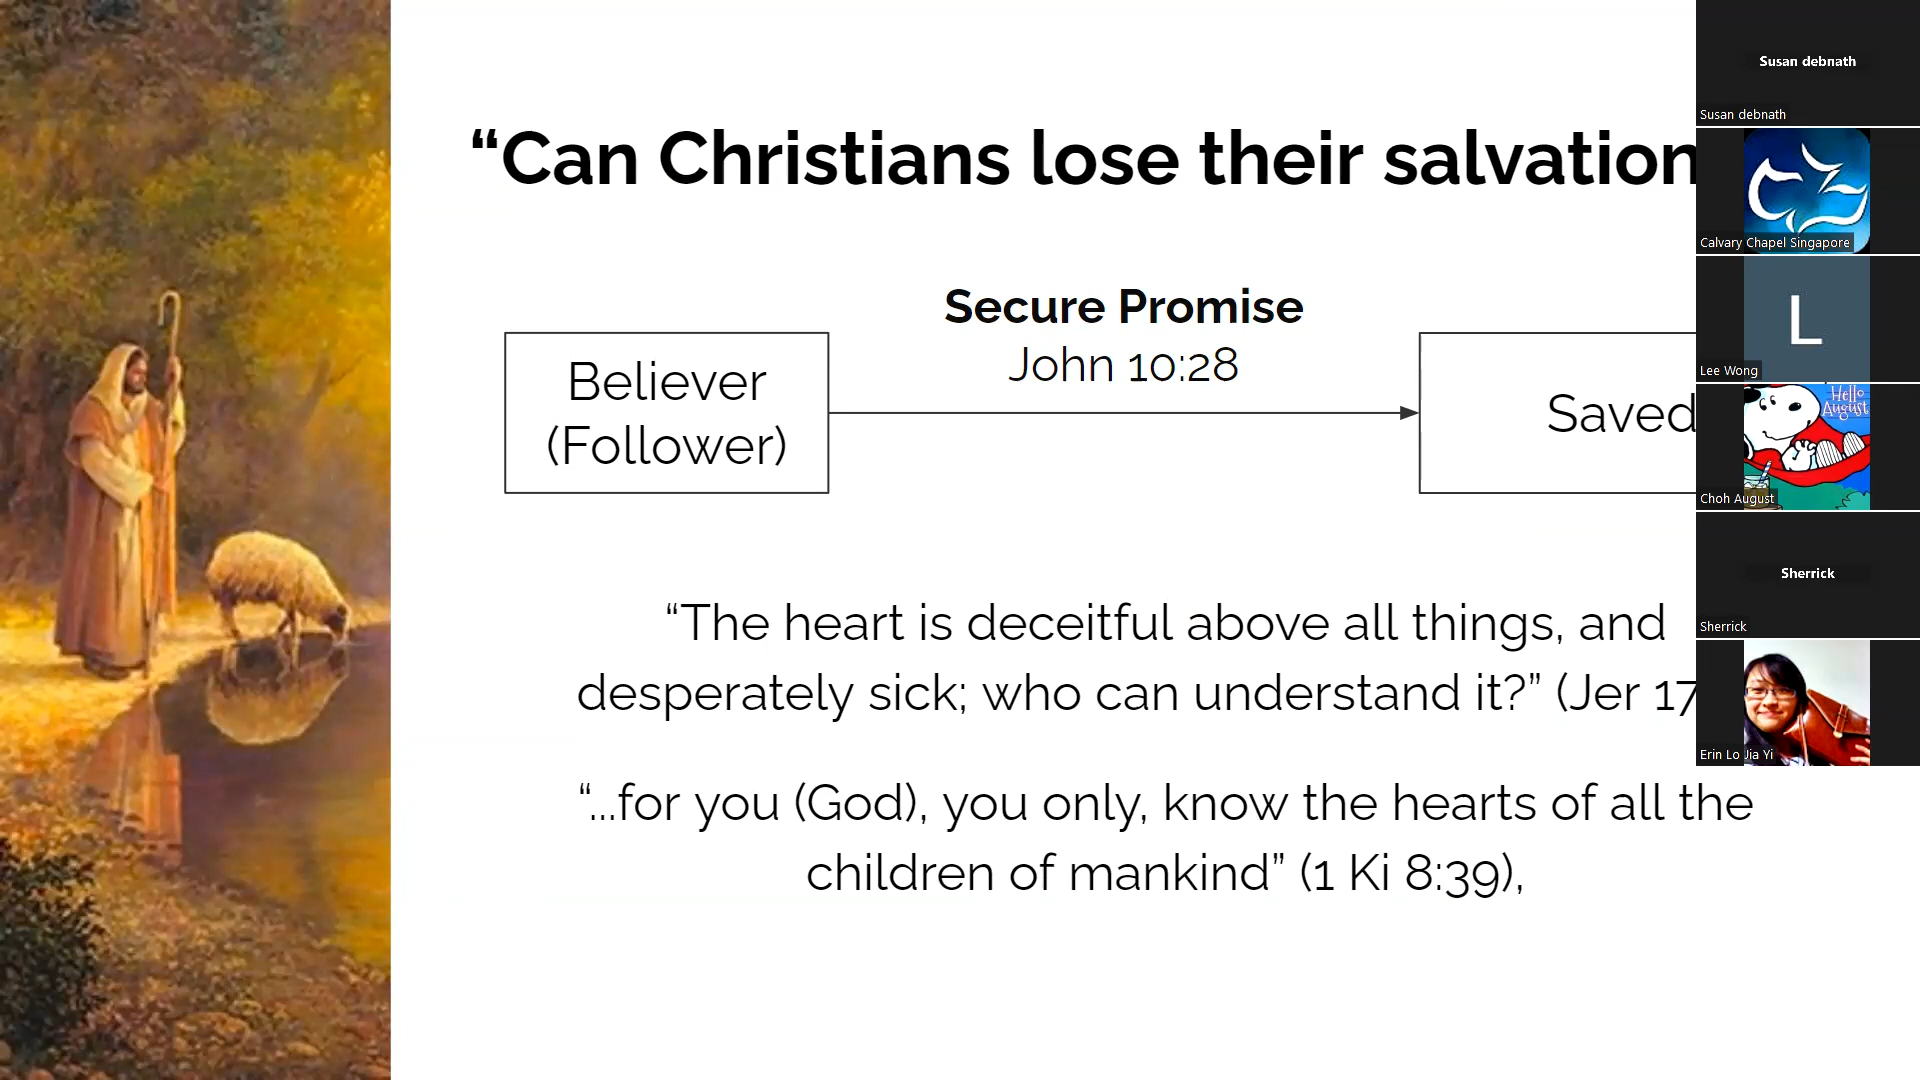 “Can Christians lose their salvation
Secure Promise
John 10:28
Believer
(Follower)
Saved
“The heart is deceitful above all things, and
desperately sick; who can understand it?” (Jer 17
“...for you (God), you only, know the hearts of all the
children of mankind” (1 Ki 8:39),
Susan debnath
Susan debnath
Calvary Chapel Singapore
L
Lee Wong
Hello
August
Choh August
Sherrick
Sherrick
Erin Lo Jia Yi